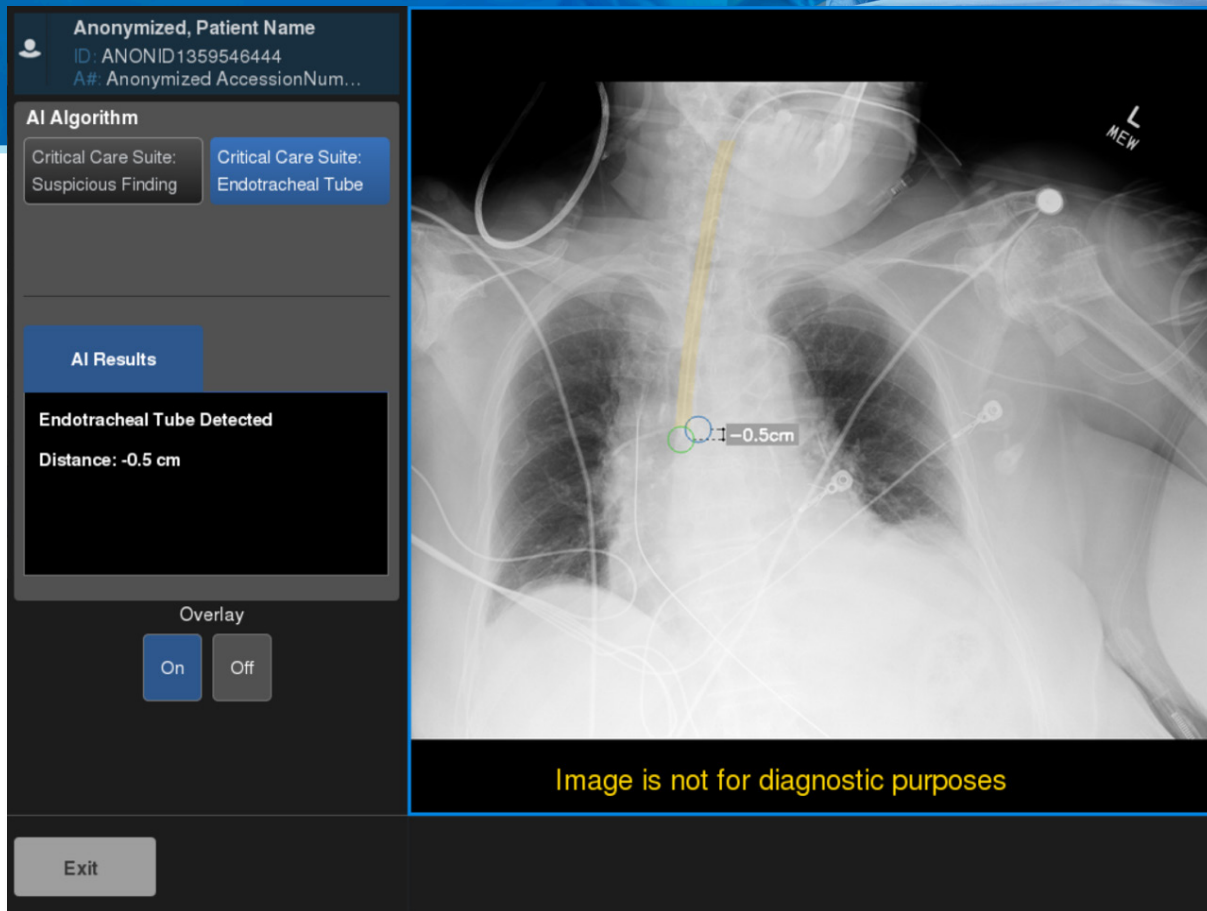 Anonymized, Patient Name
ID: ANONID1359546444
A#: Anonymized AccessionNum...
AI Algorithm
Critical Care Suite:
Suspicious Finding
Critical Care Suite:
Endotracheal Tube
AI Results
Endotracheal Tube Detected
Distance: -0.5 cm
Overlay
On
Off
Exit
L
MEW
-0.5cm
Image is not for diagnostic purposes